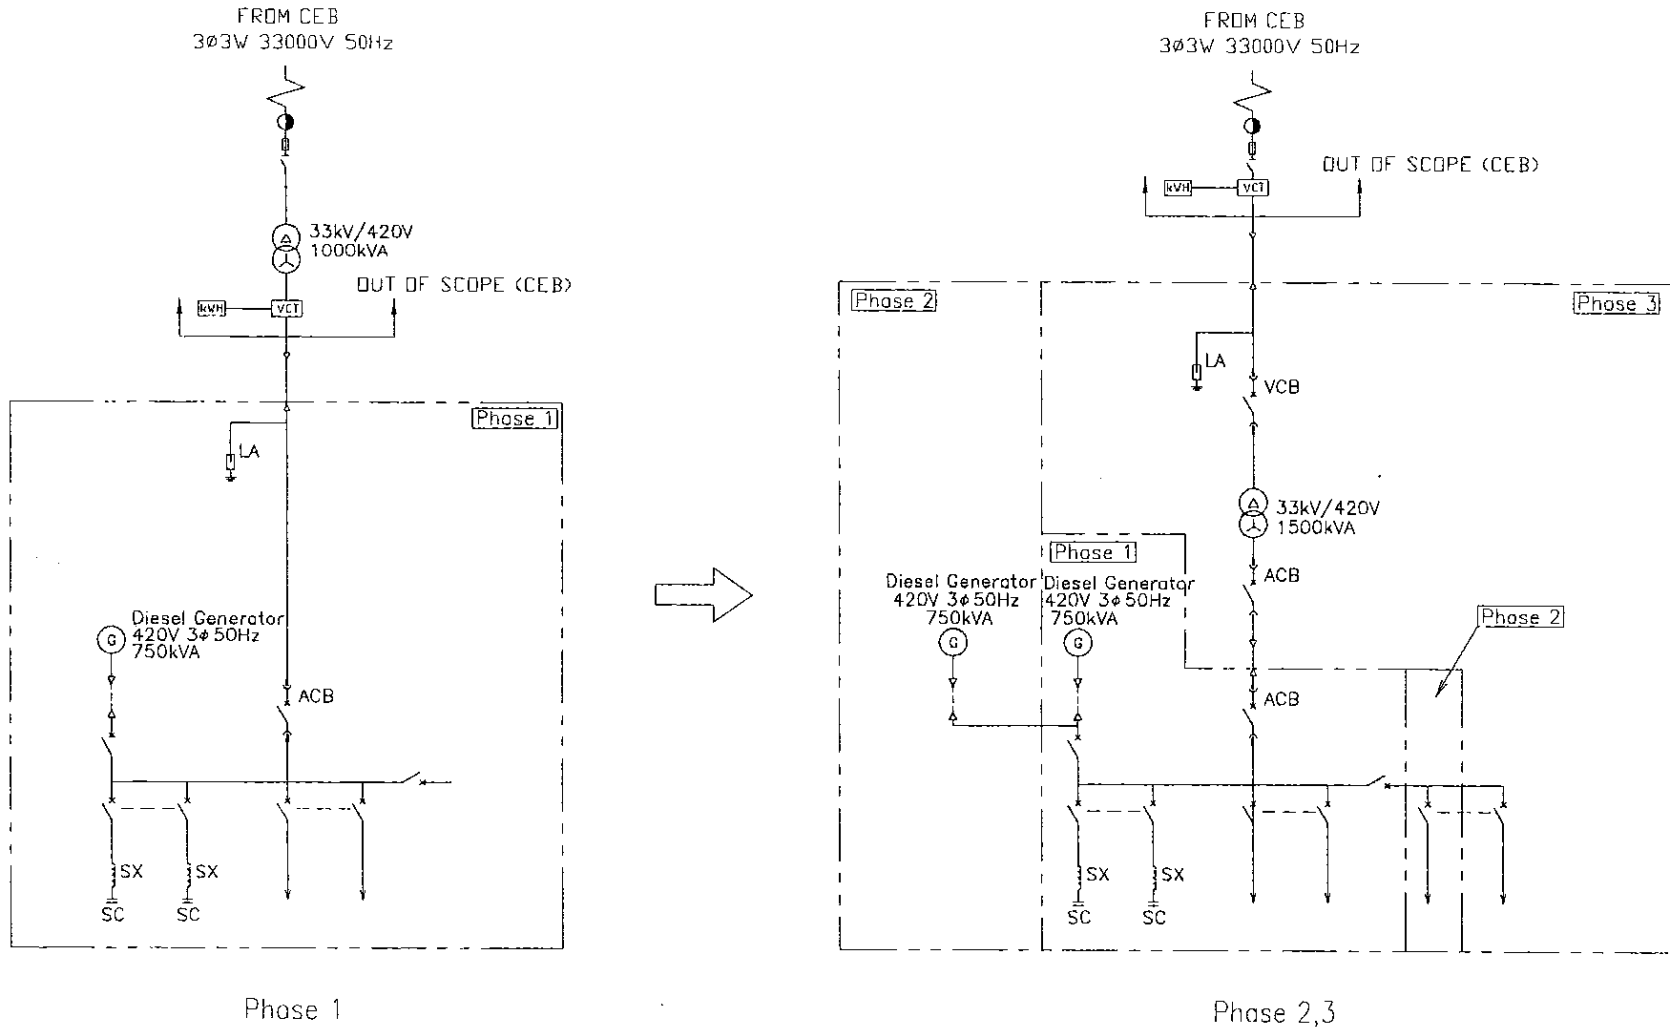 FROM CEB
3ø3W 33000V 50Hz
33kV/420V
1000kVA
OUT OF SCOPE (CEB)
kWH
VCT
Phase 1
LA
Diesel Generator
420V 3ø 50Hz
750kVA
G
ACB
SX
SX
SC
SC
Phase 1
FROM CEB
3ø3W 33000V 50Hz
OUT OF SCOPE (CEB)
kWH
VCT
Phase 2
Phase 3
LA
VCB
33kV/420V
1500kVA
Phase 1
ACB
Diesel Generator
420V 3ø 50Hz
750kVA
Diesel Generator
420V 3ø 50Hz
750kVA
G
G
Phase 2
ACB
SX
SX
SC
SC
Phase 2,3